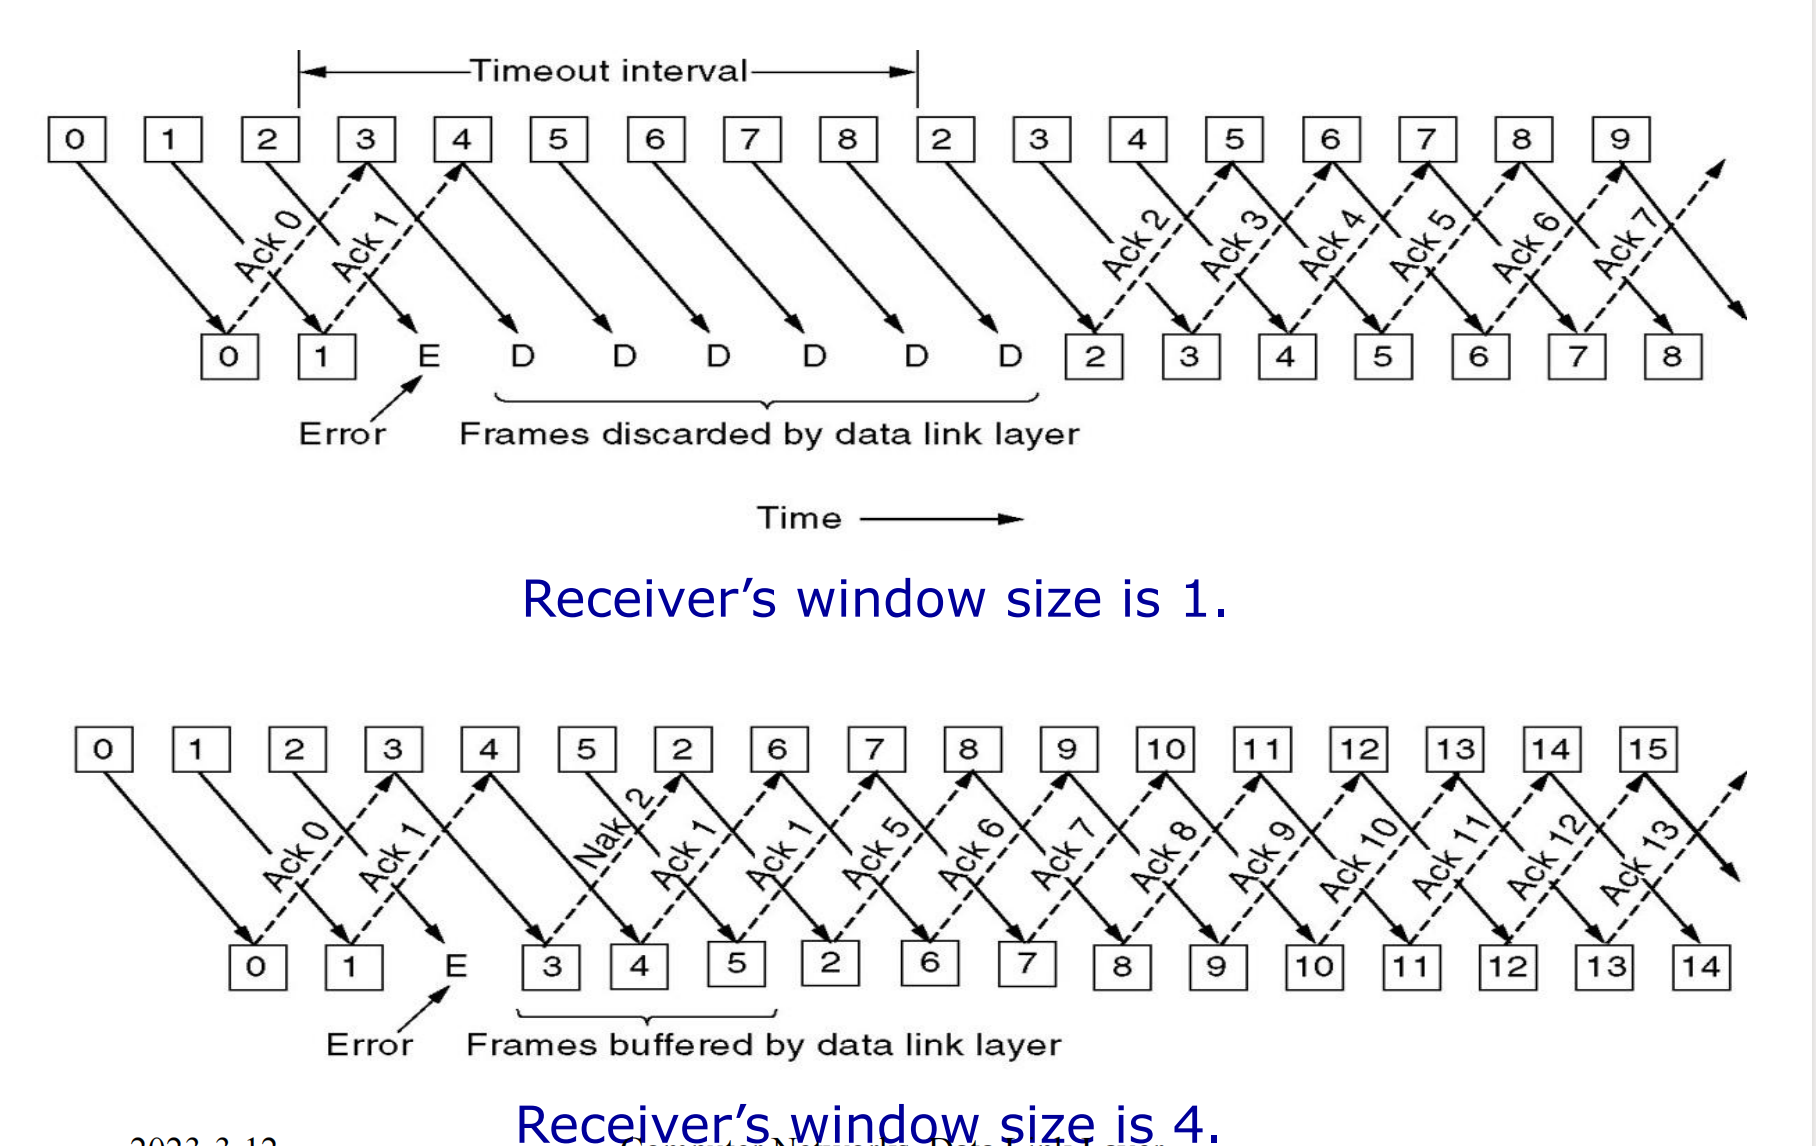 Timeout interval
0 1 2 3 4 5 6 7 8 2 3 4 5 6 7 8 9
Ack 0 Ack 1 Ack 2 Ack 3 Ack 4 Ack 5 Ack 6 Ack 7
0 1 E D D D D D D 2 3 4 5 6 7 8
Error Frames discarded by data link layer
Time
Receiver’s window size is 1.
0 1 2 3 4 5 2 6 7 8 9 10 11 12 13 14 15
Ack 0 Ack 1 Nak 2 Ack 1 Ack 1 Ack 5 Ack 6 Ack 7 Ack 8 Ack 9 Ack 10 Ack 11 Ack 12 Ack 13
0 1 E 3 4 5 2 6 7 8 9 10 11 12 13 14
Error Frames buffered by data link layer
Receiver’s window size is 4.
2023-3-12